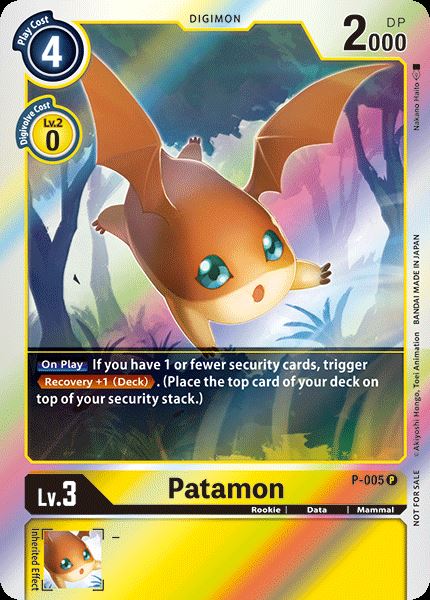 DIGIMON
Play Cost
4
2000
DP
Digivolve Cost
Lv.2
0
Nakano Haito
On Play If you have 1 or fewer security cards, trigger
Recovery +1 (Deck) . (Place the top card of your deck on
top of your security stack.)
©Akiyoshi Hongo, Toei Animation BANDAI MADE IN JAPAN
NOT FOR SALE
P-005 P
Lv.3
Patamon
Rookie | Data | Mammal
Inherited Effect
–